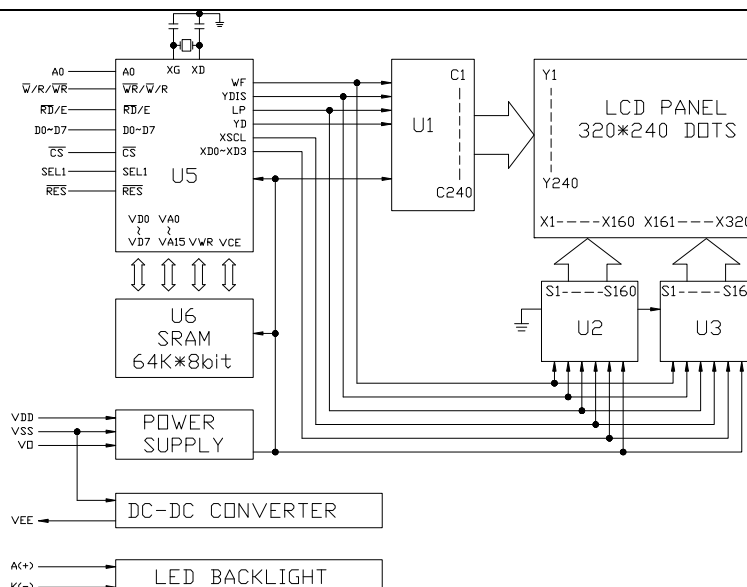 XG XD
A0
W/R/WR
RD/E
D0~D7
CS
SEL1
RES
A0
WR/W/R
RD/E
D0~D7
CS
SEL1
RES
U5
WF
YDIS
LP
YD
XSCL
XD0~XD3
VD0 VA0
~ ~
VD7 VA15 VWR VCE
C1
U1
C240
Y1
LCD PANEL
320*240 DOTS
Y240
X1----X160 X161---X320
S1-----S160
U2
S1----S16
U3
U6
SRAM
64K*8bit
VDD
VSS
VO
POWER
SUPPLY
VEE
DC-DC CONVERTER
A(+)
K(-)
LED BACKLIGHT